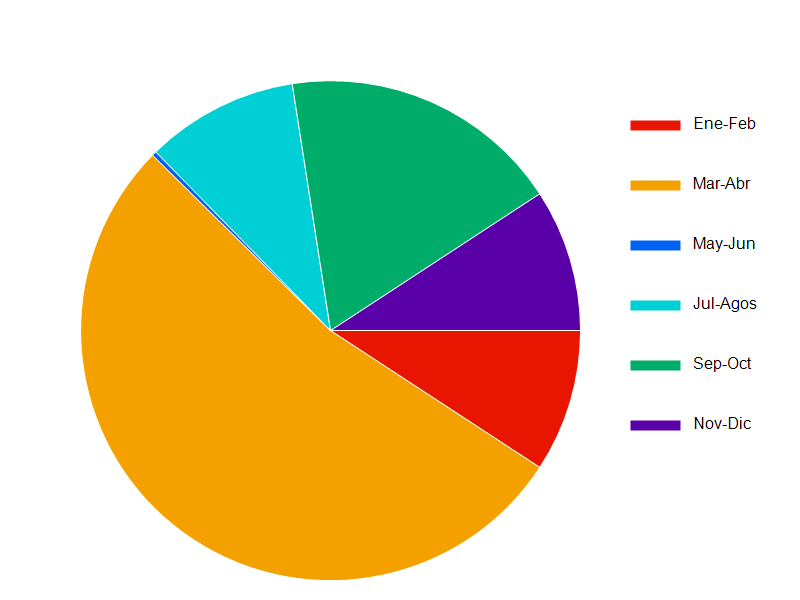 Ene-Feb
Mar-Abr
May-Jun
Jul-Agos
Sep-Oct
Nov-Dic